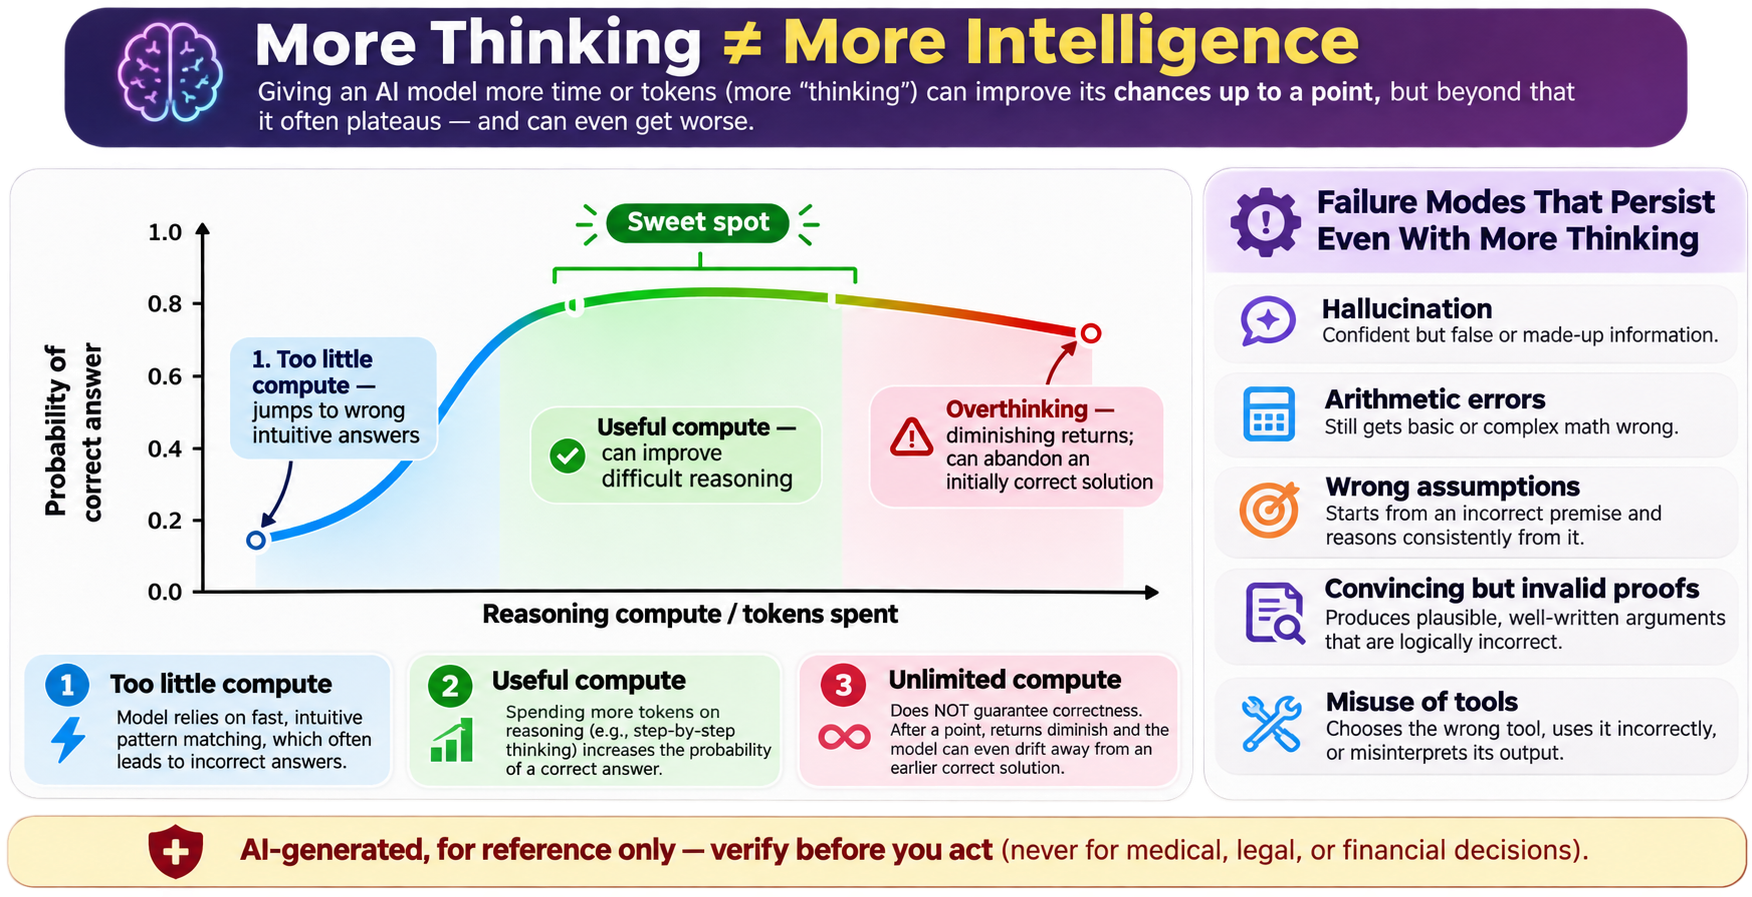 More Thinking ≠ More Intelligence
Giving an AI model more time or tokens (more “thinking”) can improve its chances up to a point, but beyond that
it often plateaus — and can even get worse.
Sweet spot
1.0
0.8
0.6
0.4
0.2
0.0
Probability of
correct answer
1. Too little
compute —
jumps to wrong
intuitive answers
Useful compute —
can improve
difficult reasoning
Overthinking —
diminishing returns;
can abandon an
initially correct solution
Reasoning compute / tokens spent
1
Too little compute
Model relies on fast, intuitive
pattern matching, which often
leads to incorrect answers.
2
Useful compute
Spending more tokens on
reasoning (e.g., step-by-step
thinking) increases the probability
of a correct answer.
3
Unlimited compute
Does NOT guarantee correctness.
After a point, returns diminish and the
model can even drift away from an
earlier correct solution.
Failure Modes That Persist
Even With More Thinking
Hallucination
Confident but false or made-up information.
Arithmetic errors
Still gets basic or complex math wrong.
Wrong assumptions
Starts from an incorrect premise and
reasons consistently from it.
Convincing but invalid proofs
Produces plausible, well-written arguments
that are logically incorrect.
Misuse of tools
Chooses the wrong tool, uses it incorrectly,
or misinterprets its output.
AI-generated, for reference only — verify before you act (never for medical, legal, or financial decisions).